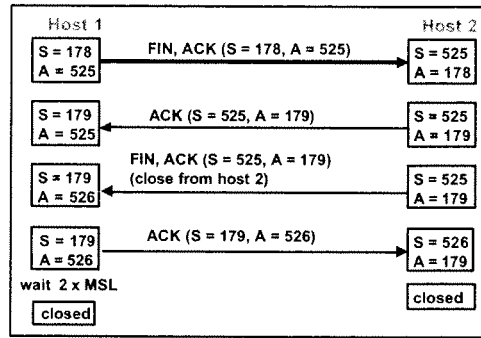 Host 1
Host 2
S = 178
A = 525
FIN, ACK (S = 178, A = 525)
S = 525
A = 178
S = 179
A = 525
ACK (S = 525, A = 179)
S = 525
A = 179
FIN, ACK (S = 525, A = 179)
(close from host 2)
S = 179
A = 526
S = 525
A = 179
S = 179
A = 526
ACK (S = 179, A = 526)
S = 526
A = 179
wait 2 x MSL
closed
closed